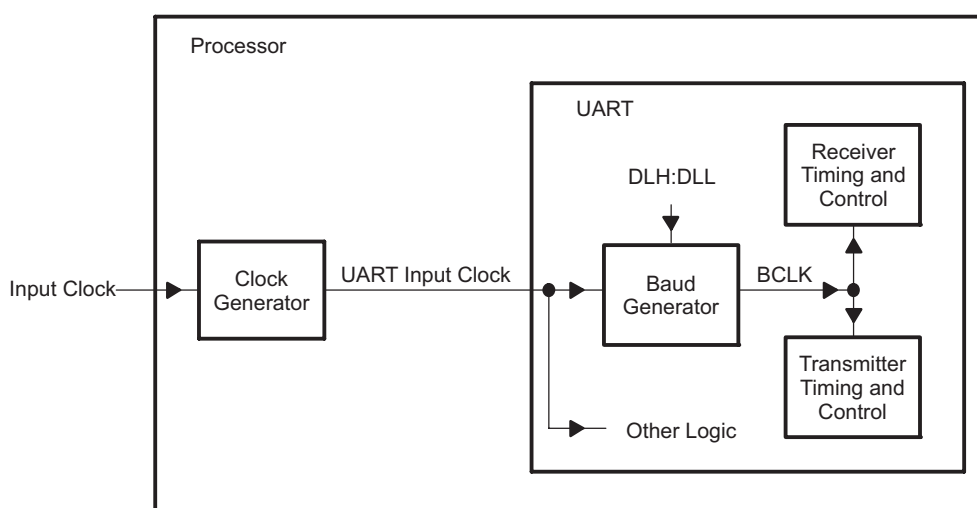 Processor
UART
Receiver
Timing and
Control
DLH:DLL
Input Clock
Clock
Generator
UART Input Clock
Baud
Generator
BCLK
Transmitter
Timing and
Control
Other Logic